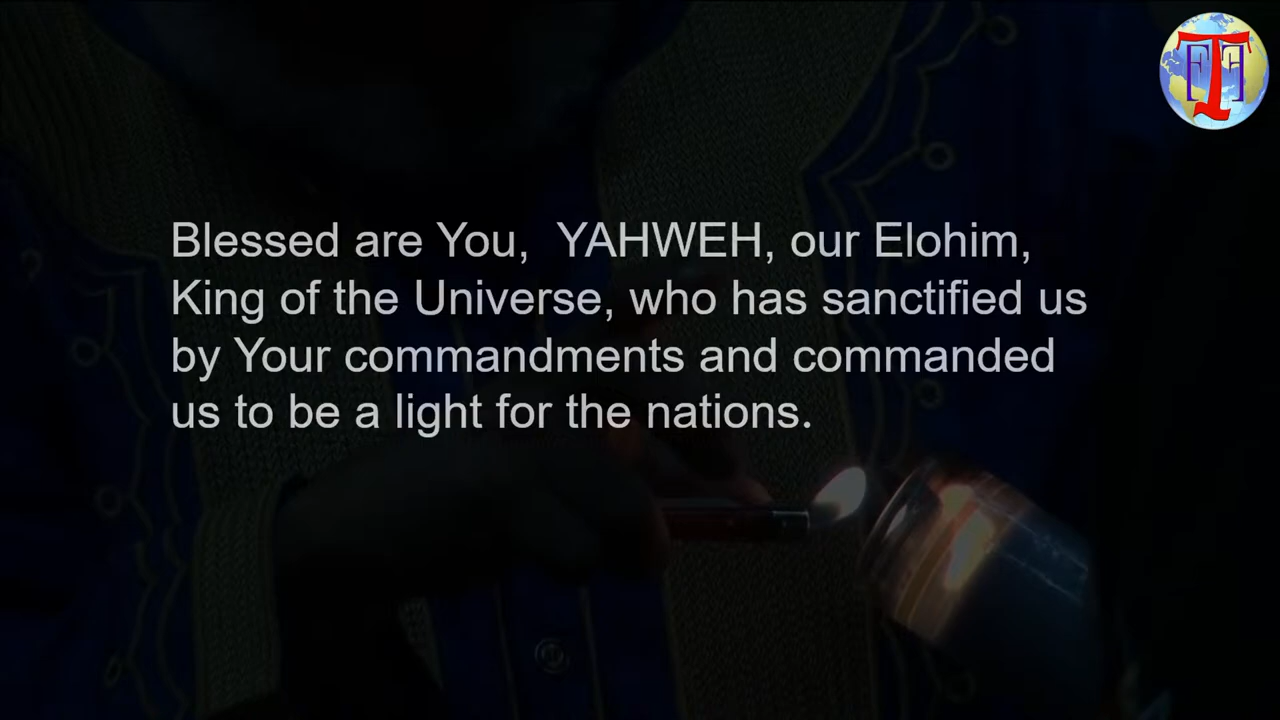 Blessed are You,  YAHWEH, our Elohim,
King of the Universe, who has sanctified us
by Your commandments and commanded
us to be a light for the nations.